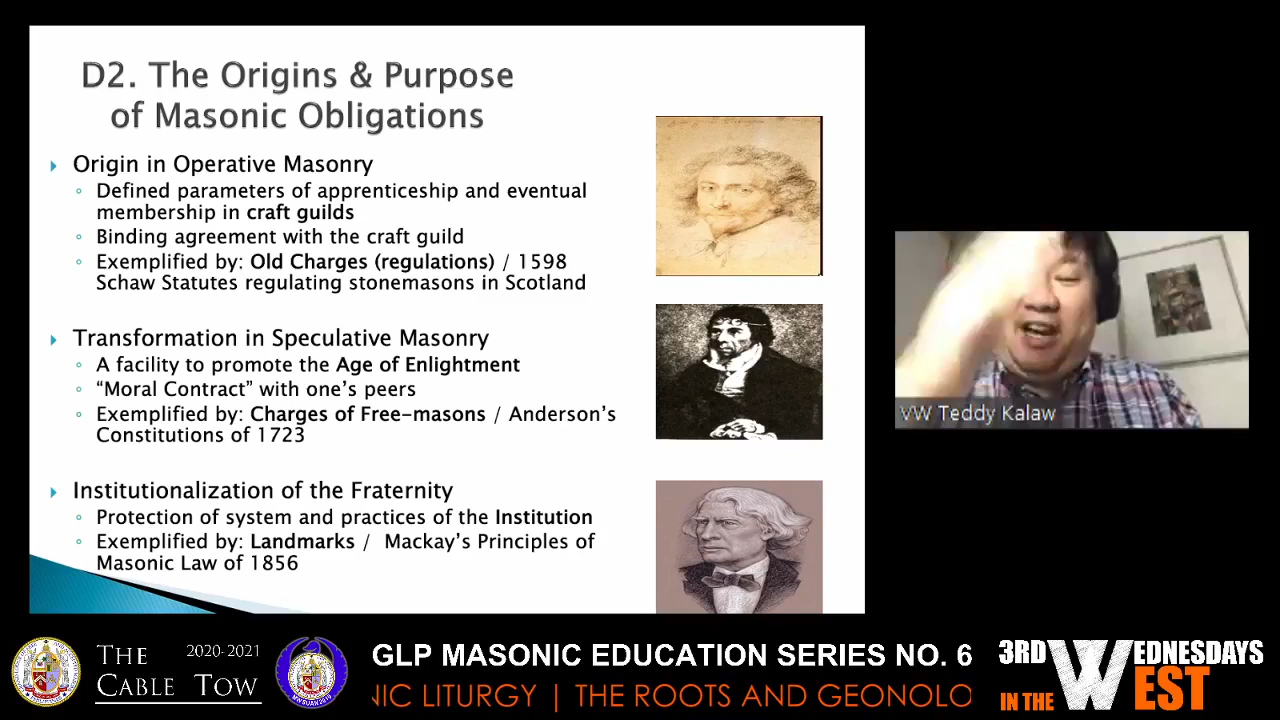 D2. The Origins & Purpose
of Masonic Obligations
Origin in Operative Masonry
Defined parameters of apprenticeship and eventual
membership in craft guilds
Binding agreement with the craft guild
Exemplified by: Old Charges (regulations) / 1598
Schaw Statutes regulating stonemasons in Scotland
Transformation in Speculative Masonry
A facility to promote the Age of Enlightment
“Moral Contract” with one’s peers
Exemplified by: Charges of Free-masons / Anderson’s
Constitutions of 1723
Institutionalization of the Fraternity
Protection of system and practices of the Institution
Exemplified by: Landmarks / Mackay’s Principles of
Masonic Law of 1856
VW Teddy Kalaw
THE 2020-2021
CABLE TOW
GLP MASONIC EDUCATION SERIES NO. 6
NIC LITURGY | THE ROOTS AND GEONOLO
3RD WEDNESDAYS
IN THE WEST